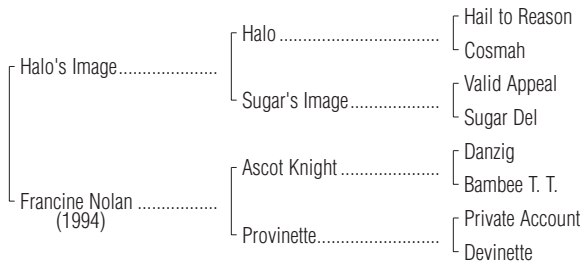 Hail to Reason
Halo
Cosmah
Halo's Image
Valid Appeal
Sugar's Image
Sugar Del
Danzig
Ascot Knight
Bambee T. T.
Francine Nolan
(1994)
Private Account
Provinette
Devinette